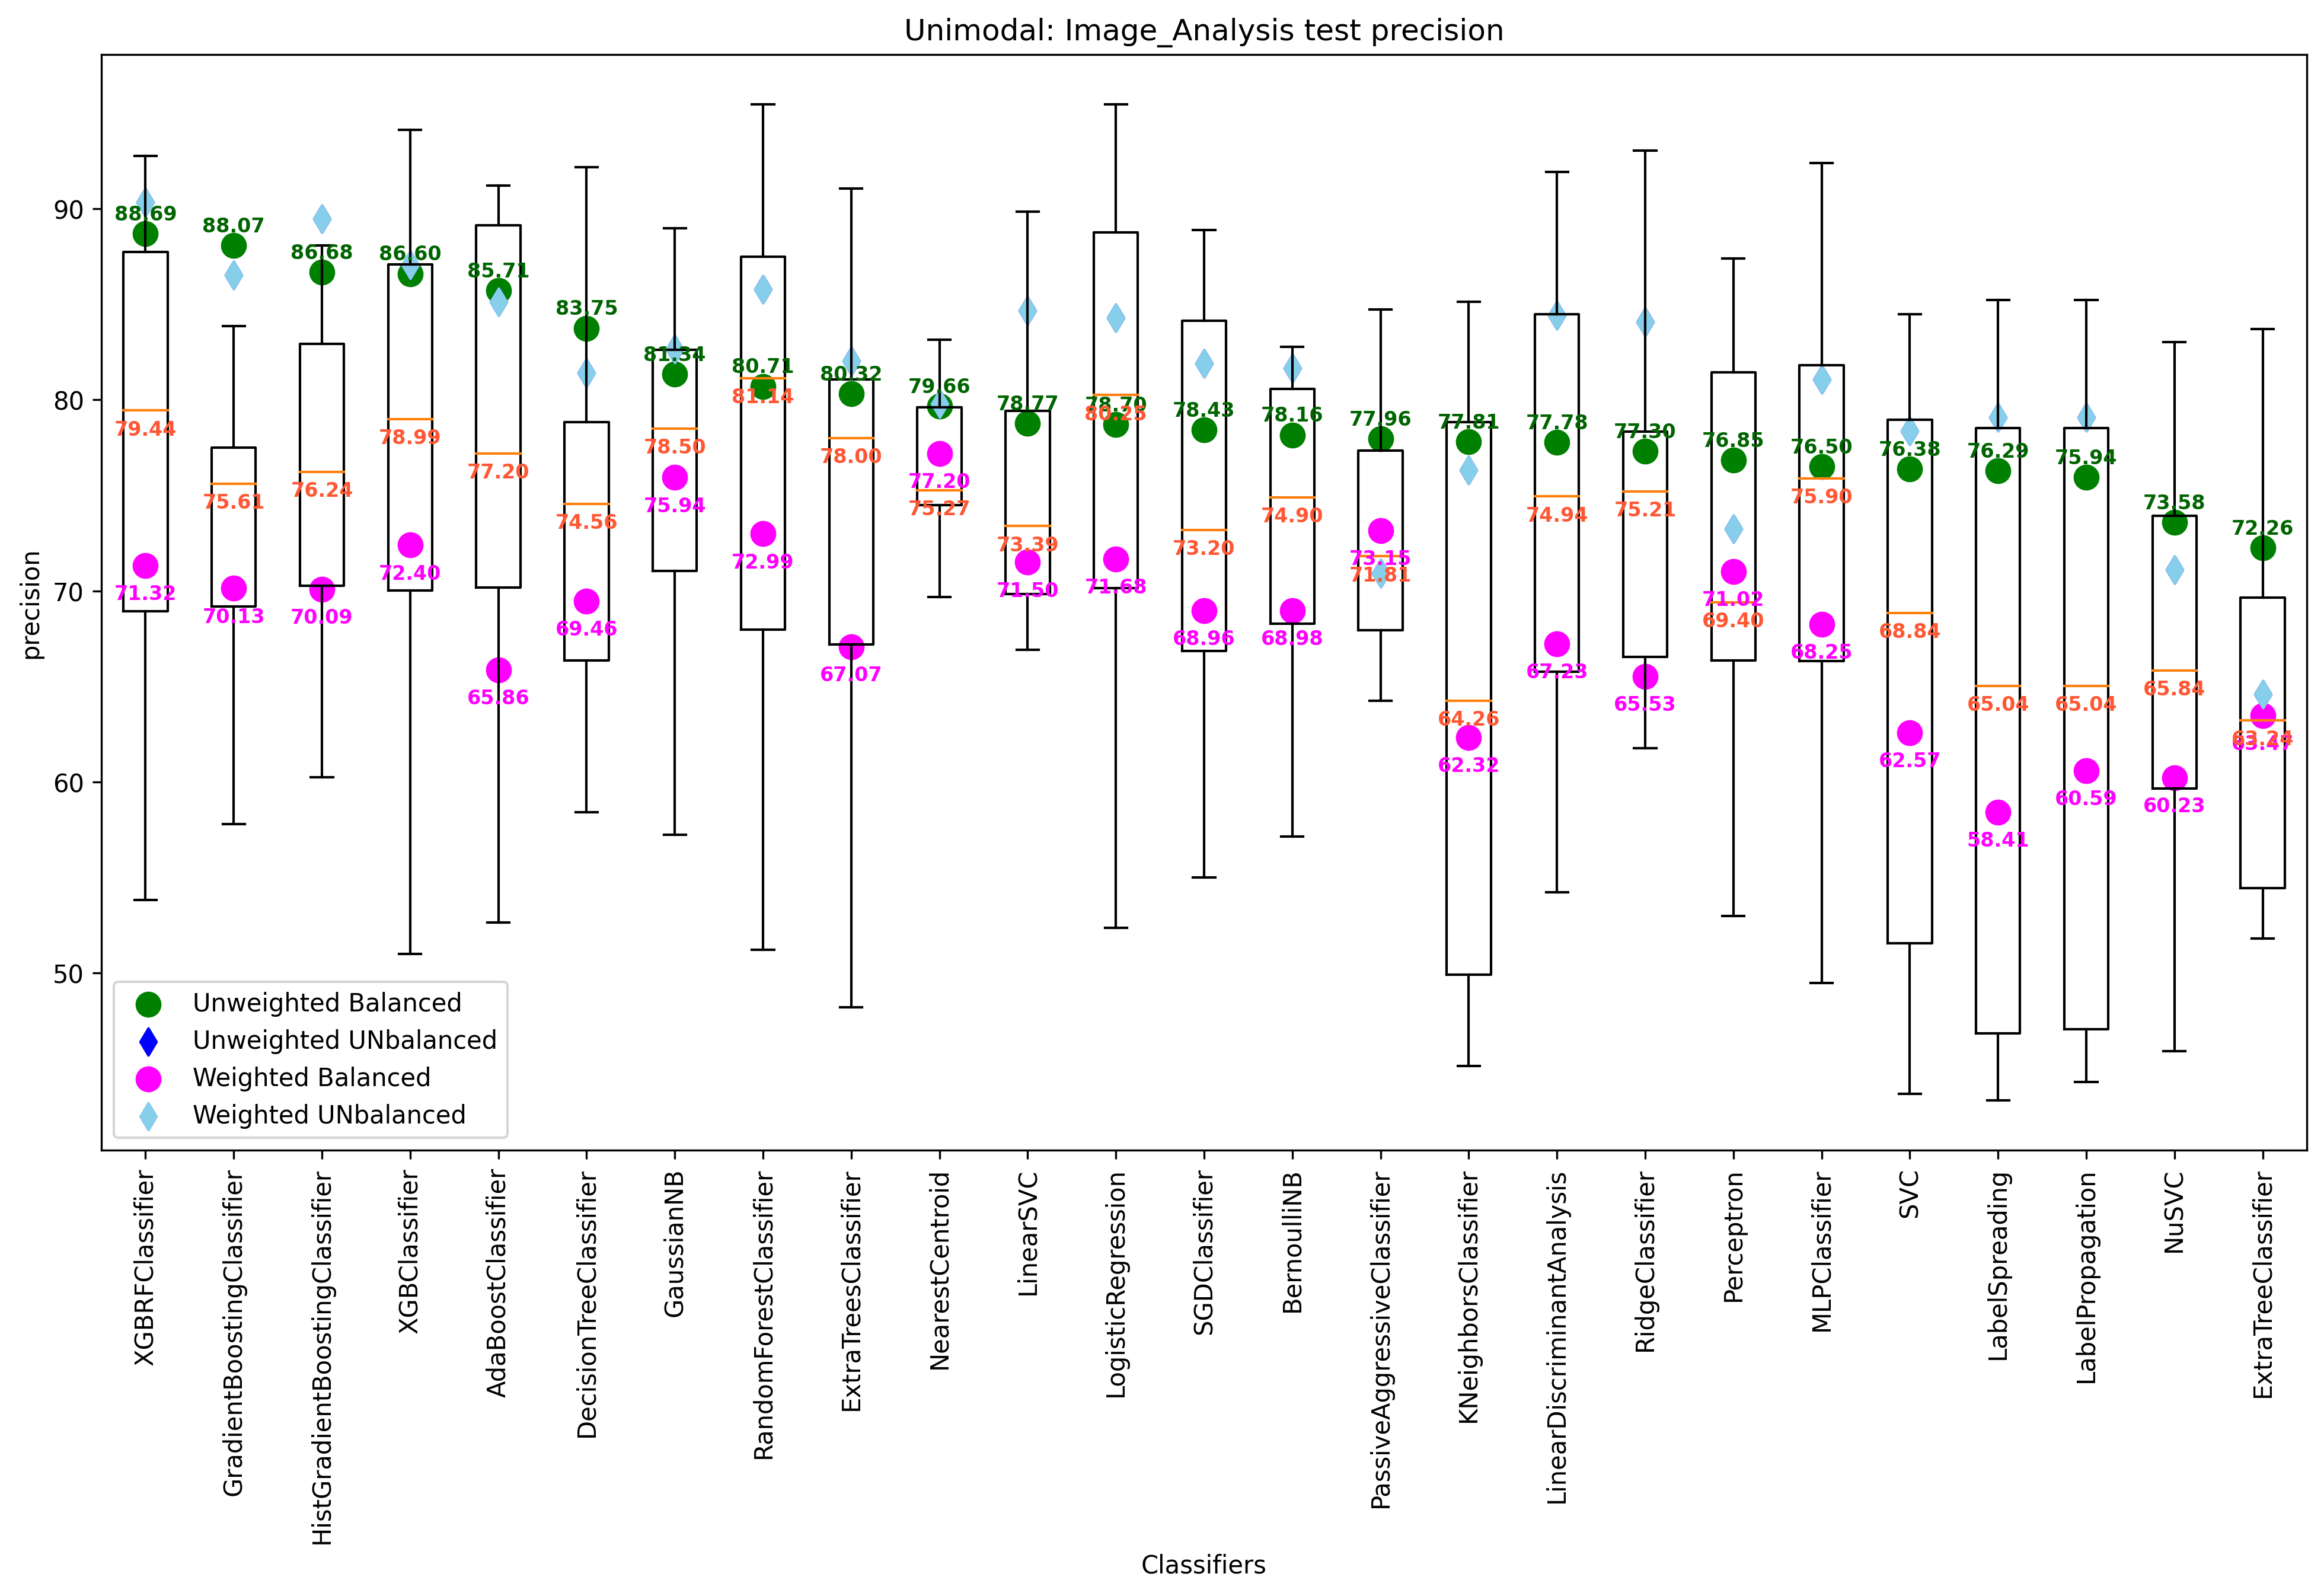 Unimodal: Image_Analysis test precision
precision
90
80
70
60
50
88.69
79.44
71.32
88.07
75.61
70.13
86.68
76.24
70.09
86.60
78.99
72.40
85.71
77.20
65.86
83.75
74.56
69.46
81.34
78.50
75.94
80.71
81.14
72.99
80.32
78.00
67.07
79.66
77.20
75.27
78.77
73.39
71.50
78.70
80.25
71.68
78.43
73.20
68.96
78.16
74.90
68.98
77.96
73.15
71.81
77.81
64.26
62.32
77.78
74.94
67.23
77.30
75.21
65.53
76.85
71.02
69.40
76.50
75.90
68.25
76.38
68.84
62.57
76.29
65.04
58.41
75.94
65.04
60.59
73.58
65.84
60.23
72.26
63.24
63.47
Unweighted Balanced
Unweighted UNbalanced
Weighted Balanced
Weighted UNbalanced
XGBRFClassifier
GradientBoostingClassifier
HistGradientBoostingClassifier
XGBClassifier
AdaBoostClassifier
DecisionTreeClassifier
GaussianNB
RandomForestClassifier
ExtraTreesClassifier
NearestCentroid
LinearSVC
LogisticRegression
SGDClassifier
BernoulliNB
PassiveAggressiveClassifier
KNeighborsClassifier
LinearDiscriminantAnalysis
RidgeClassifier
Perceptron
MLPClassifier
SVC
LabelSpreading
LabelPropagation
NuSVC
ExtraTreeClassifier
Classifiers